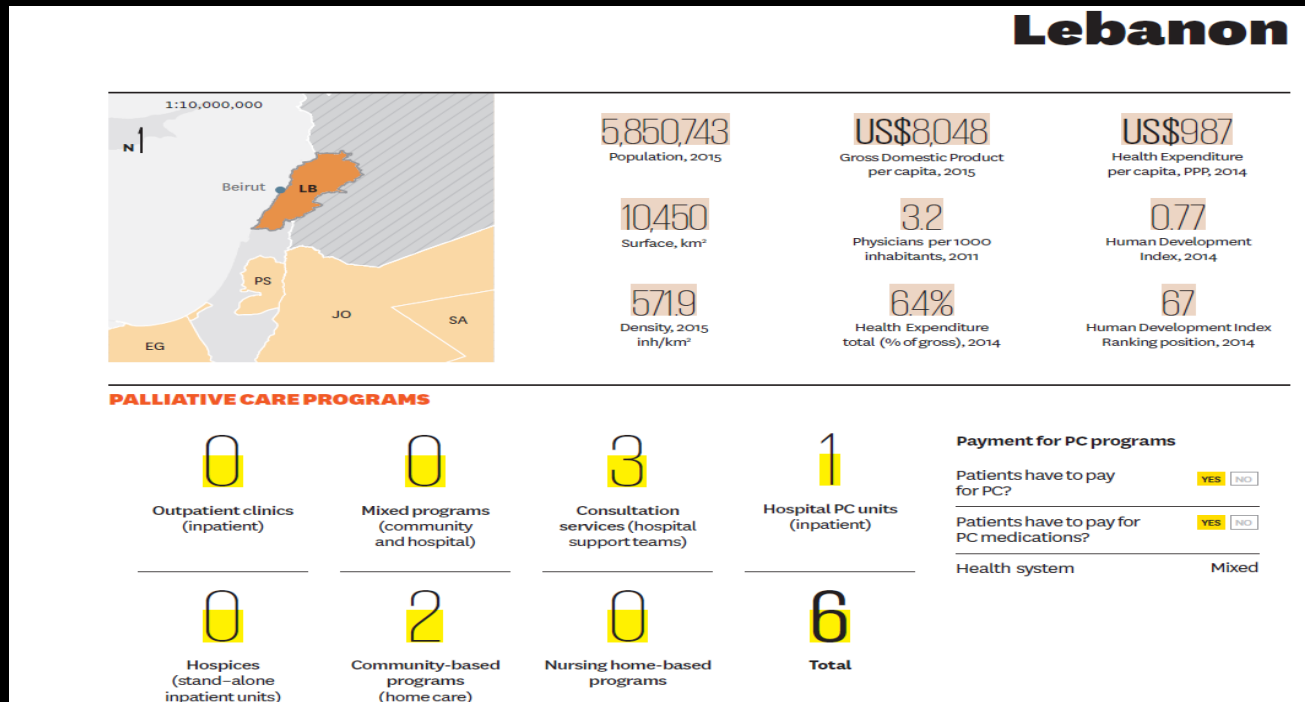 Lebanon
1:10,000,000
N
Beirut
LB
PS
JO
SA
EG
5,850,743
Population, 2015
US$8,048
Gross Domestic Product
per capita, 2015
US$987
Health Expenditure
per capita, PPP, 2014
10,450
Surface, km²
3.2
Physicians per 1000
inhabitants, 2011
0.77
Human Development
Index, 2014
571.9
Density, 2015
inh/km²
6.4%
Health Expenditure
total (% of gross), 2014
67
Human Development Index
Ranking position, 2014
PALLIATIVE CARE PROGRAMS
0
Outpatient clinics
(inpatient)
0
Mixed programs
(community
and hospital)
3
Consultation
services (hospital
support teams)
1
Hospital PC units
(inpatient)
0
Hospices
(stand-alone
inpatient units)
2
Community-based
programs
(home care)
0
Nursing home-based
programs
6
Total
Payment for PC programs
Patients have to pay
for PC?
YES NO
Patients have to pay for
PC medications?
YES NO
Health system Mixed